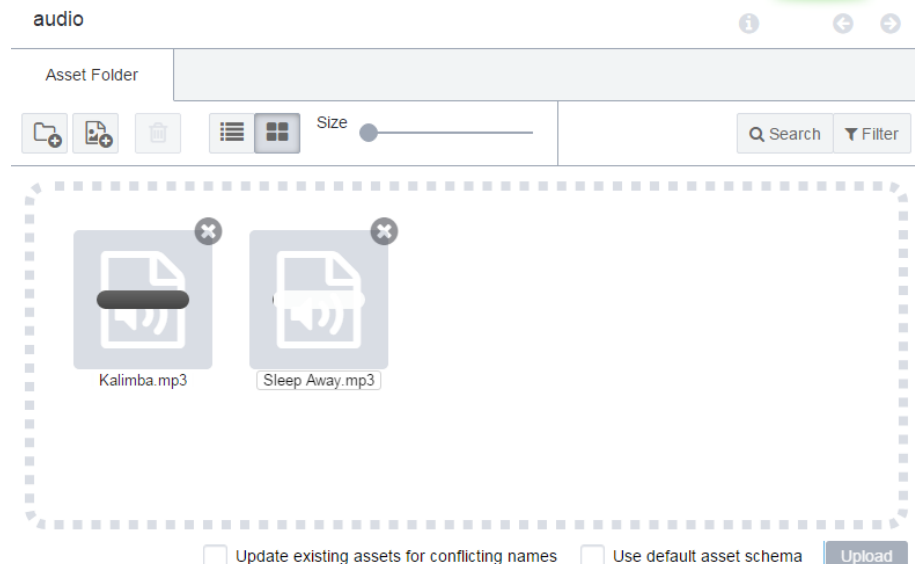 audio
Asset Folder
Size
Search
Filter
Kalimba.mp3
Sleep Away.mp3
Update existing assets for conflicting names
Use default asset schema
Upload